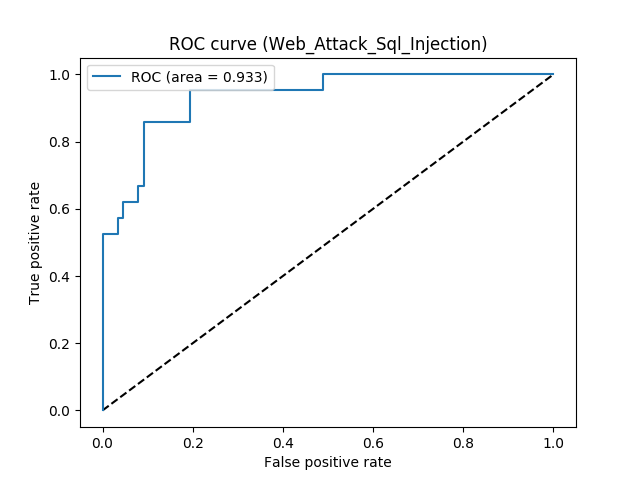 ROC curve (Web_Attack_Sql_Injection)
ROC (area = 0.933)
True positive rate
1.0
0.8
0.6
0.4
0.2
0.0
0.0 0.2 0.4 0.6 0.8 1.0
False positive rate